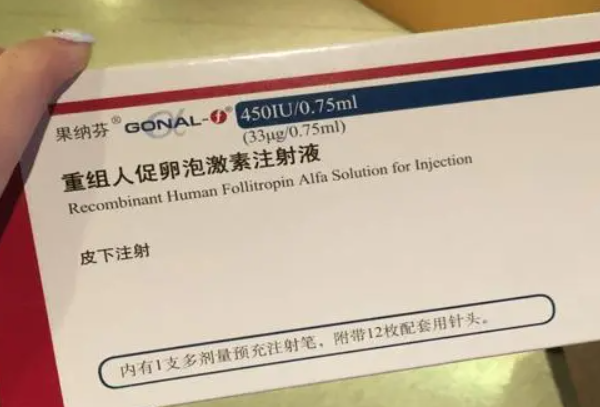 果纳芬® GONAL-f® 450IU/0.75ml
(33μg/0.75ml)
重组人促卵泡激素注射液
Recombinant Human Follitropin Alfa Solution for Injection
皮下注射
内有1支多剂量预充注射笔，附带12枚配套用针头。